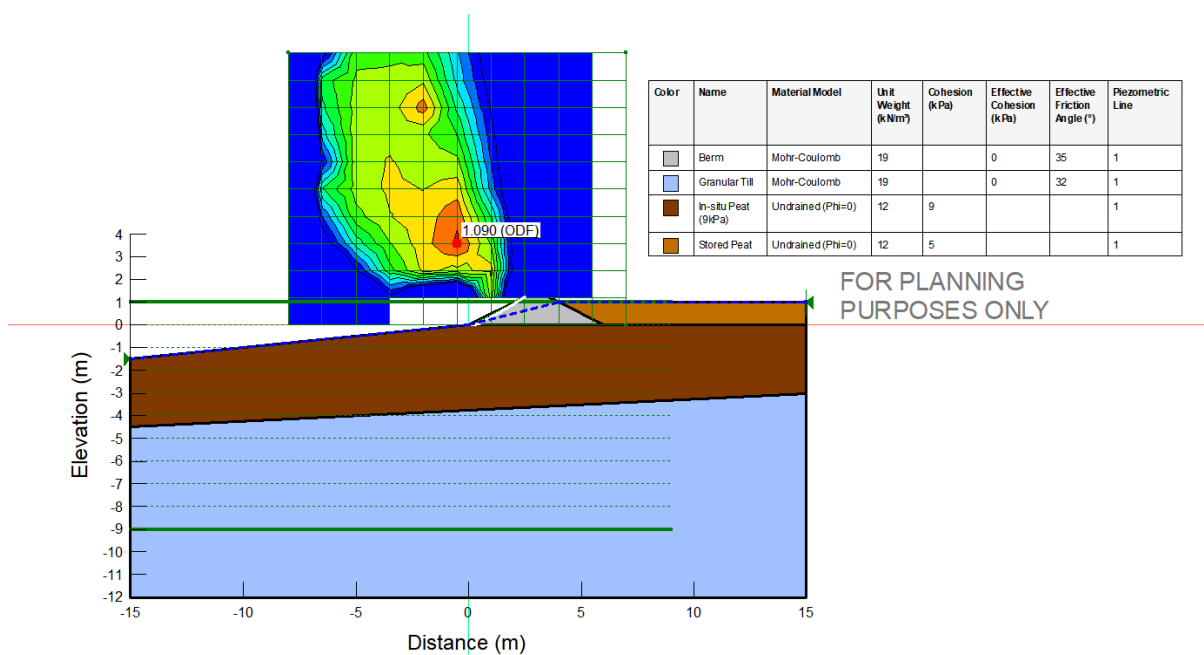 Color Name Material Model Unit Weight (kN/m³) Cohesion (kPa) Effective Cohesion (kPa) Effective Friction Angle (°) Piezometric Line
Berm Mohr-Coulomb 19 0 35 1
Granular Till Mohr-Coulomb 19 0 32 1
In-situ Peat (9kPa) Undrained (Phi=0) 12 9 1
Stored Peat Undrained (Phi=0) 12 5 1
1.090 (ODF)
FOR PLANNING
PURPOSES ONLY
Elevation (m)
4
3
2
1
0
-1
-2
-3
-4
-5
-6
-7
-8
-9
-10
-11
-12
-15 -10 -5 0 5 10 15
Distance (m)